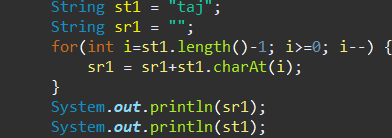 String st1 = "taj";
String sr1 = "";
for(int i=st1.length()-1; i>=0; i--) {
sr1 = sr1+st1.charAt(i);
}
System.out.println(sr1);
System.out.println(st1);